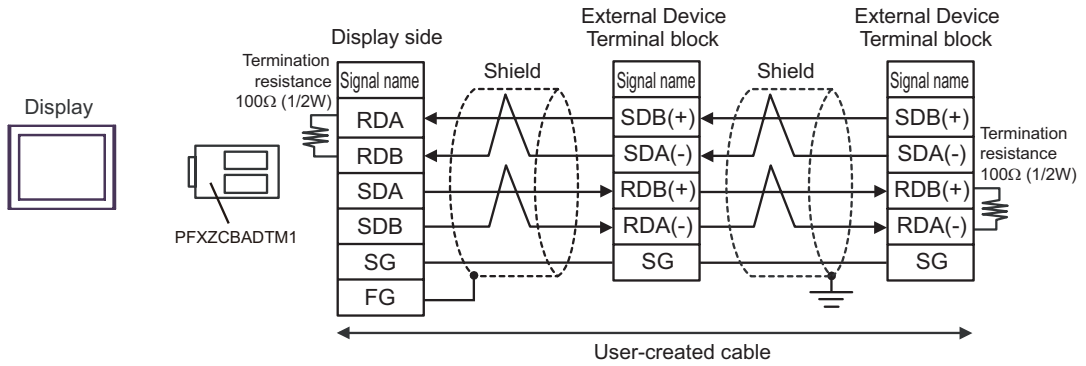 Display
PFXZCBADTM1
Display side
Termination
resistance
100Ω (1/2W)
Signal name
RDA
RDB
SDA
SDB
SG
FG
Shield
External Device
Terminal block
Signal name
SDB(+)
SDA(-)
RDB(+)
RDA(-)
SG
Shield
External Device
Terminal block
Signal name
SDB(+)
SDA(-)
RDB(+)
RDA(-)
SG
Termination
resistance
100Ω (1/2W)
User-created cable